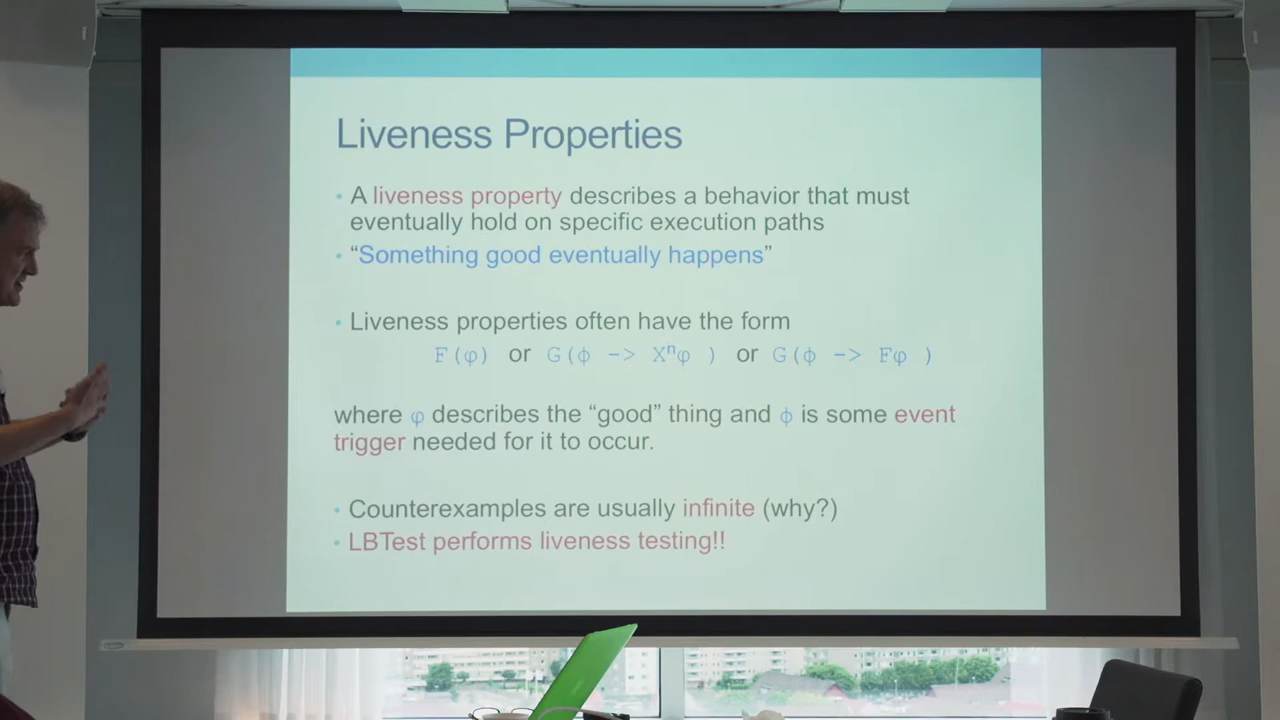 Liveness Properties
• A liveness property describes a behavior that must
eventually hold on specific execution paths
• “Something good eventually happens”
• Liveness properties often have the form
F(φ) or G(ϕ -> Xⁿφ ) or G(ϕ -> Fφ )
where φ describes the “good” thing and ϕ is some event
trigger needed for it to occur.
• Counterexamples are usually infinite (why?)
• LBTest performs liveness testing!!